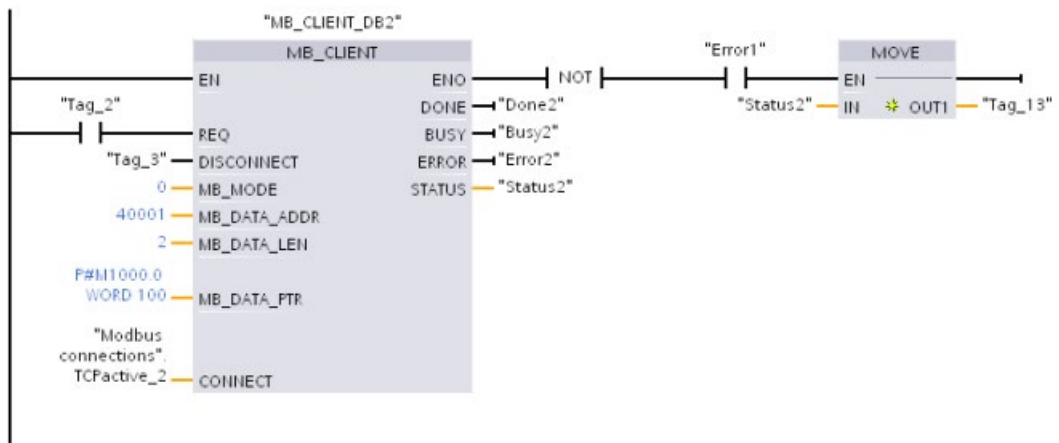 "MB_CLIENT_DB2"
MB_CLIENT
"Error1"
MOVE
EN
ENO
NOT
EN
"Tag_2"
DONE
"Done2"
"Status2"
IN
OUT1
"Tag_13"
REQ
BUSY
"Busy2"
"Tag_3"
DISCONNECT
ERROR
"Error2"
0
MB_MODE
STATUS
"Status2"
40001
MB_DATA_ADDR
2
MB_DATA_LEN
P#M1000.0
WORD 100
MB_DATA_PTR
"Modbus
connections".
TCPactive_2
CONNECT